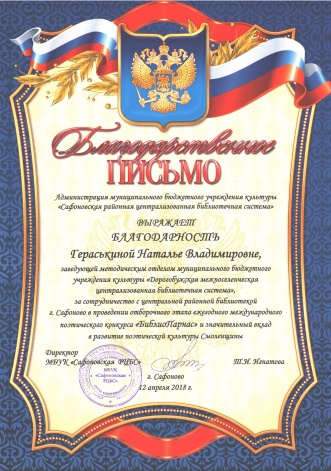 Благодарственное
ПИСЬМО
Администрация муниципального бюджетного учреждения культуры
«Сафоновская районная централизованная библиотечная система»
ВЫРАЖАЕТ
БЛАГОДАРНОСТЬ
Гераськиной Наталье Владимировне,
заведующей методическим отделом муниципального бюджетного
учреждения культуры «Дорогобужская межпоселенческая
централизованная библиотечная система»,
за сотрудничество с центральной районной библиотекой
г. Сафоново в проведении отборочного этапа ежегодного международного
поэтического конкурса «БиблиоПарнас» и значительный вклад
в развитие поэтической культуры Смоленщины
Директор
МБУК «Сафоновская РЦБС» Т.Н. Игнатова
МБУК
«Сафоновская
РЦБС»
г. Сафоново
12 апреля 2018 г.